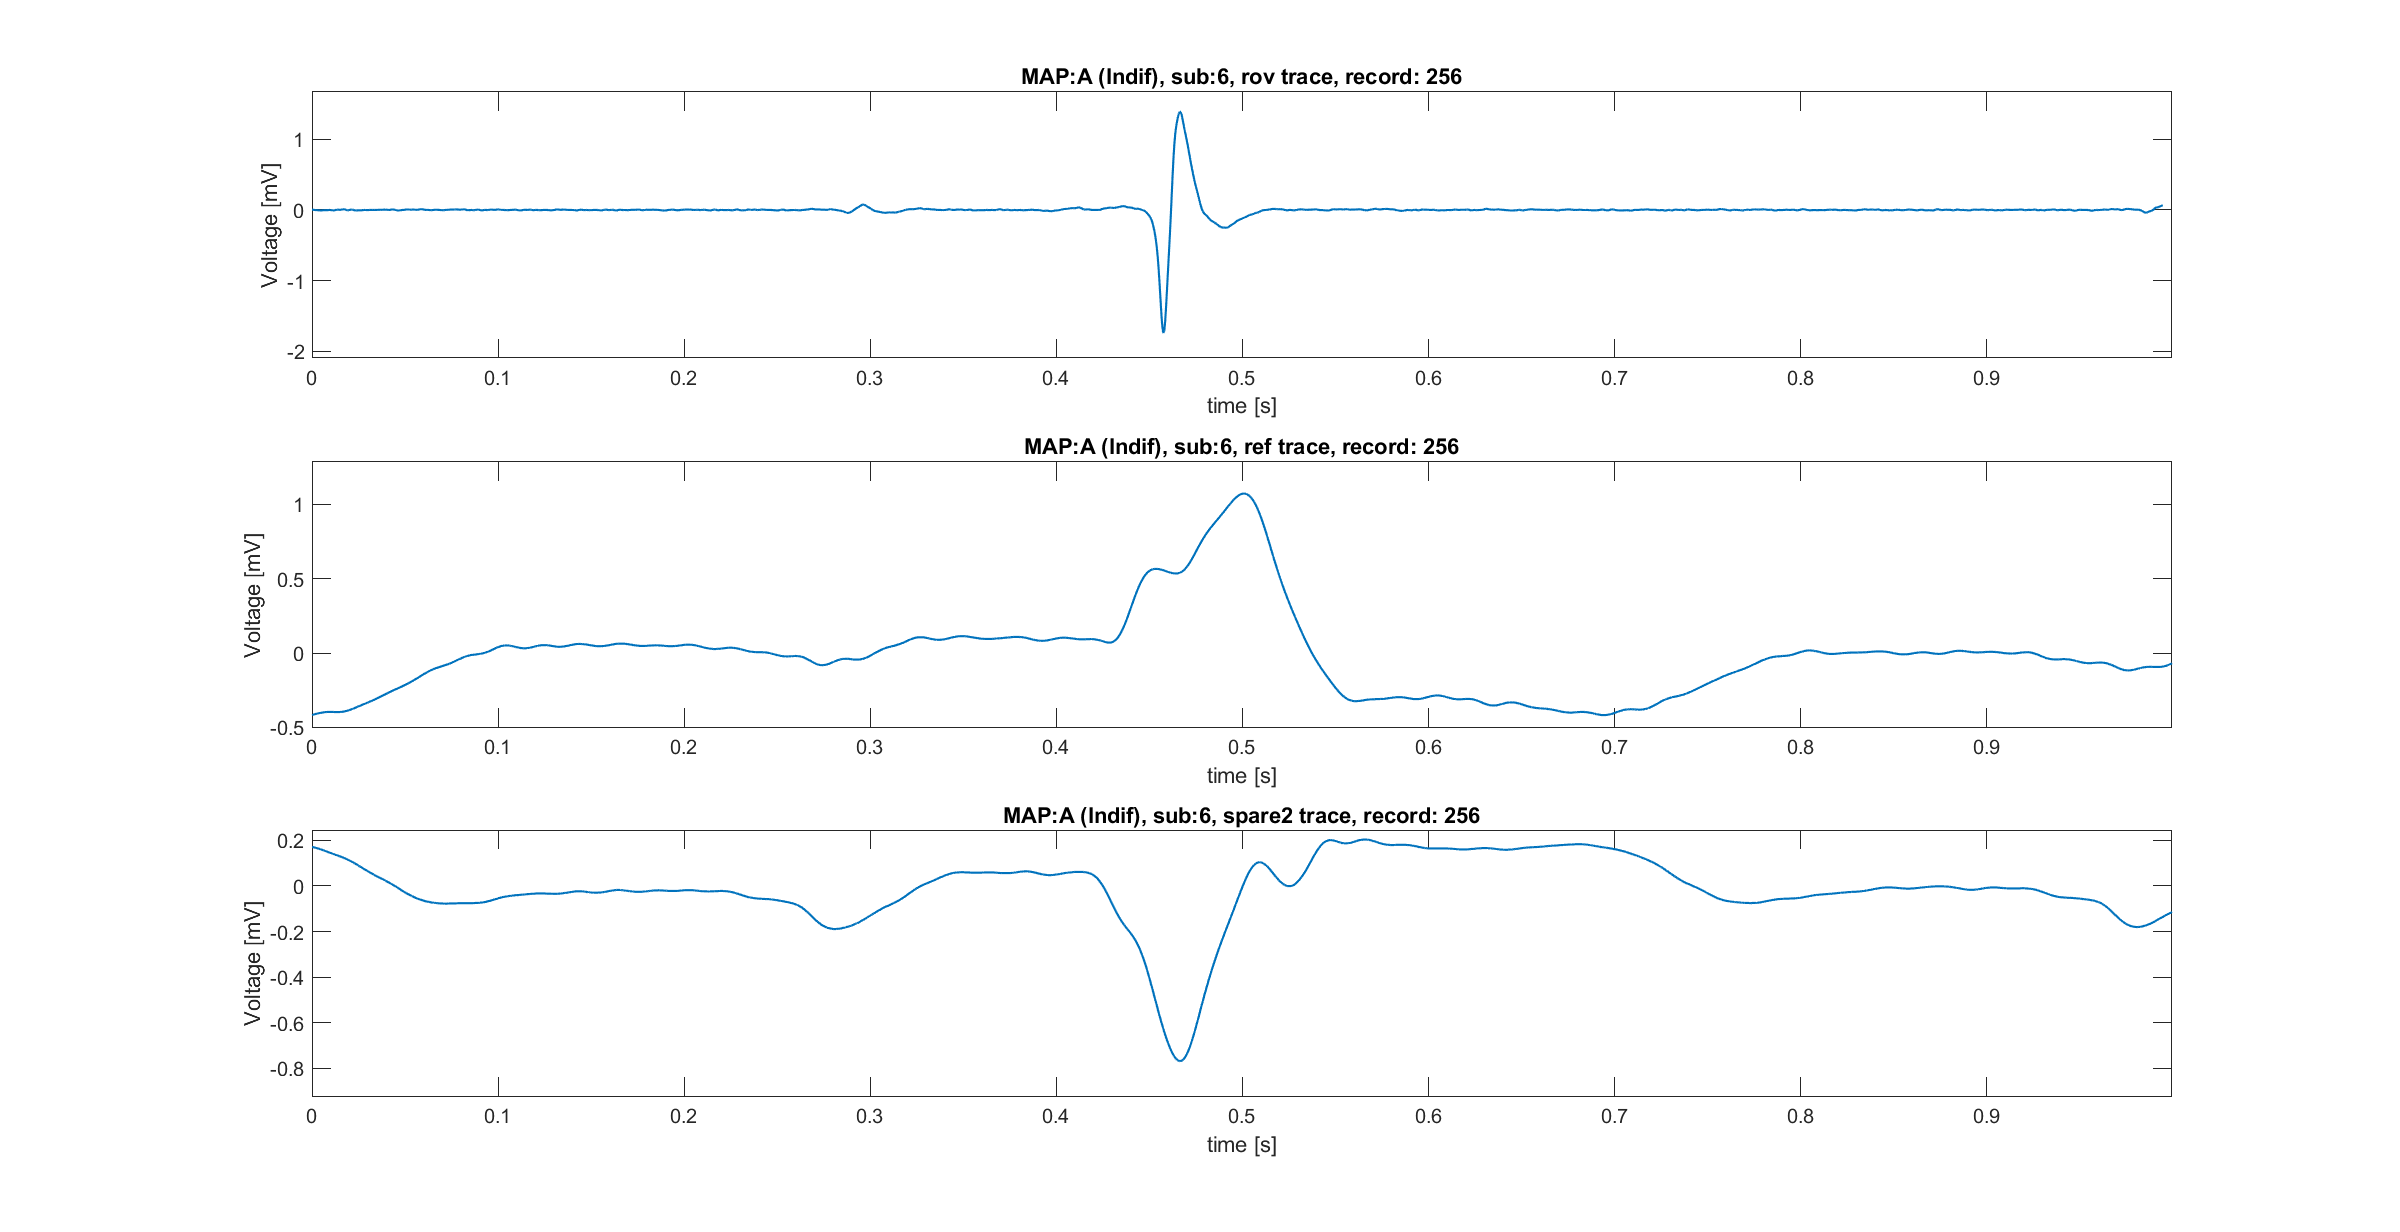 MAP:A (Indif), sub:6, rov trace, record: 256
Voltage [mV]
1
0
-1
-2
0 0.1 0.2 0.3 0.4 0.5 0.6 0.7 0.8 0.9
time [s]
MAP:A (Indif), sub:6, ref trace, record: 256
Voltage [mV]
1
0.5
0
-0.5
0 0.1 0.2 0.3 0.4 0.5 0.6 0.7 0.8 0.9
time [s]
MAP:A (Indif), sub:6, spare2 trace, record: 256
Voltage [mV]
0.2
0
-0.2
-0.4
-0.6
-0.8
0 0.1 0.2 0.3 0.4 0.5 0.6 0.7 0.8 0.9
time [s]